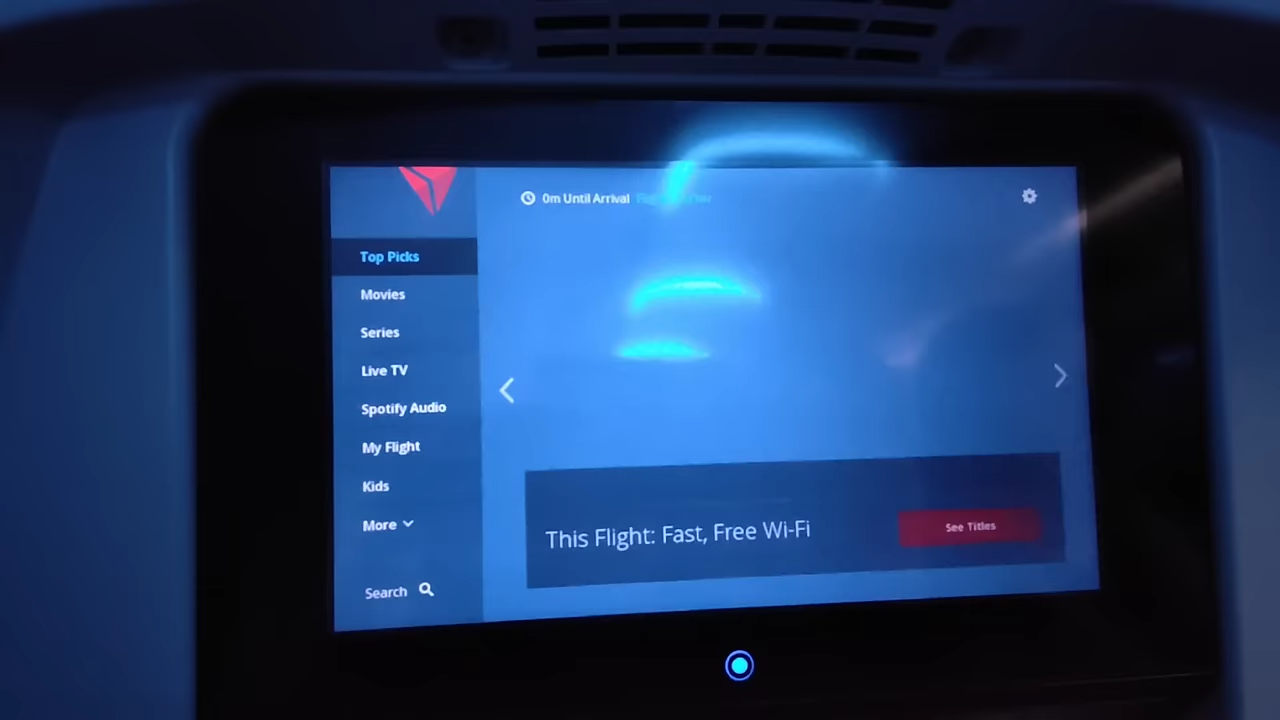 0m Until Arrival
Top Picks
Movies
Series
Live TV
Spotify Audio
My Flight
Kids
More
Search
This Flight: Fast, Free Wi-Fi
See Titles